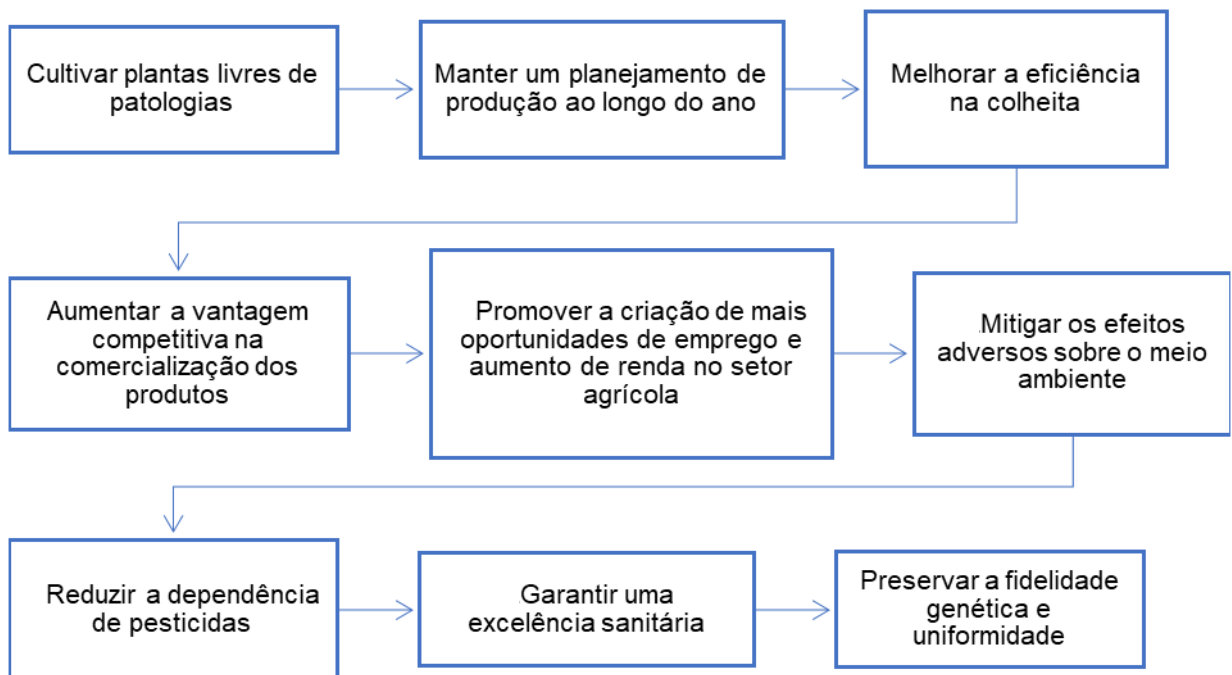 Cultivar plantas livres de
patologias
Manter um planejamento de
produção ao longo do ano
Melhorar a eficiência
na colheita
Aumentar a vantagem
competitiva na
comercialização dos
produtos
Promover a criação de mais
oportunidades de emprego e
aumento de renda no setor
agrícola
.Mitigar os efeitos
adversos sobre o meio
ambiente
Reduzir a dependência
de pesticidas
Garantir uma
excelência sanitária
Preservar a fidelidade
genética e
uniformidade